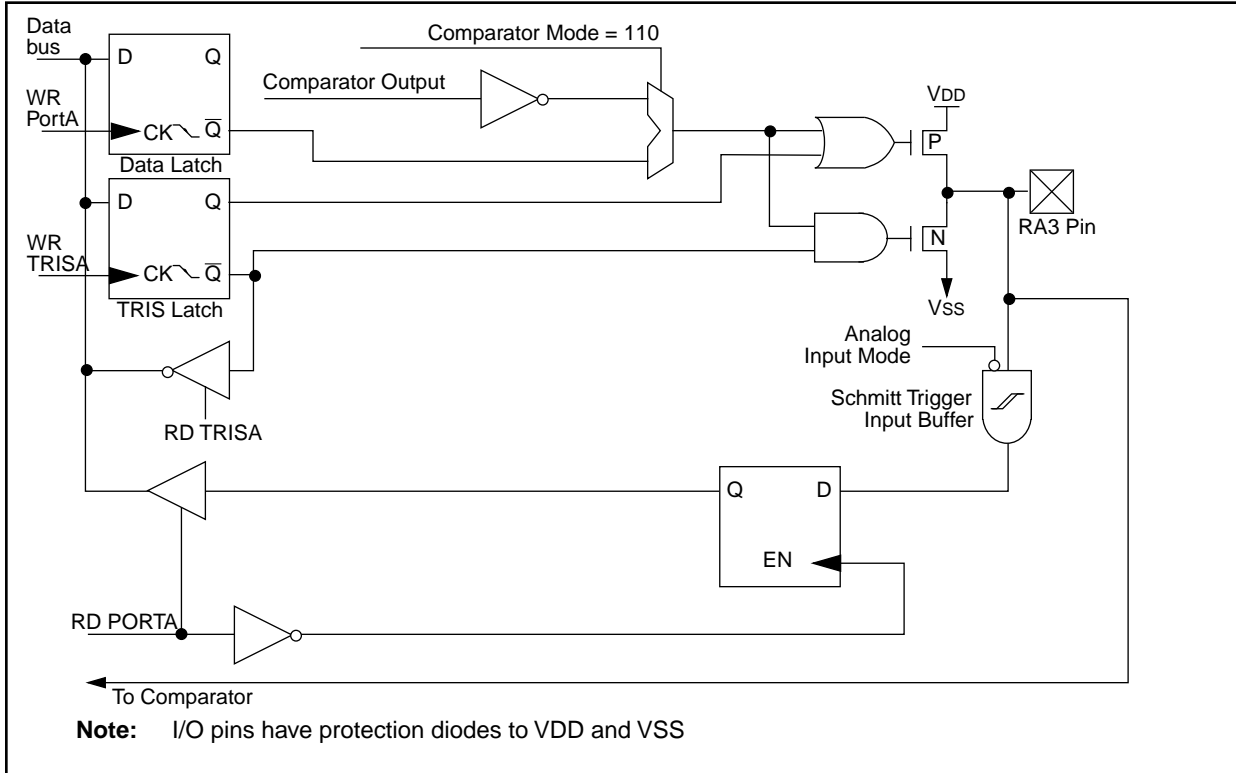 Data
bus
Comparator Mode = 110
D Q
Comparator Output
VDD
WR
PortA
CK Q
P
Data Latch
D Q
RA3 Pin
WR
TRISA
N
CK Q
TRIS Latch
VSS
Analog
Input Mode
Schmitt Trigger
Input Buffer
RD TRISA
Q D
EN
RD PORTA
To Comparator
Note: I/O pins have protection diodes to VDD and VSS